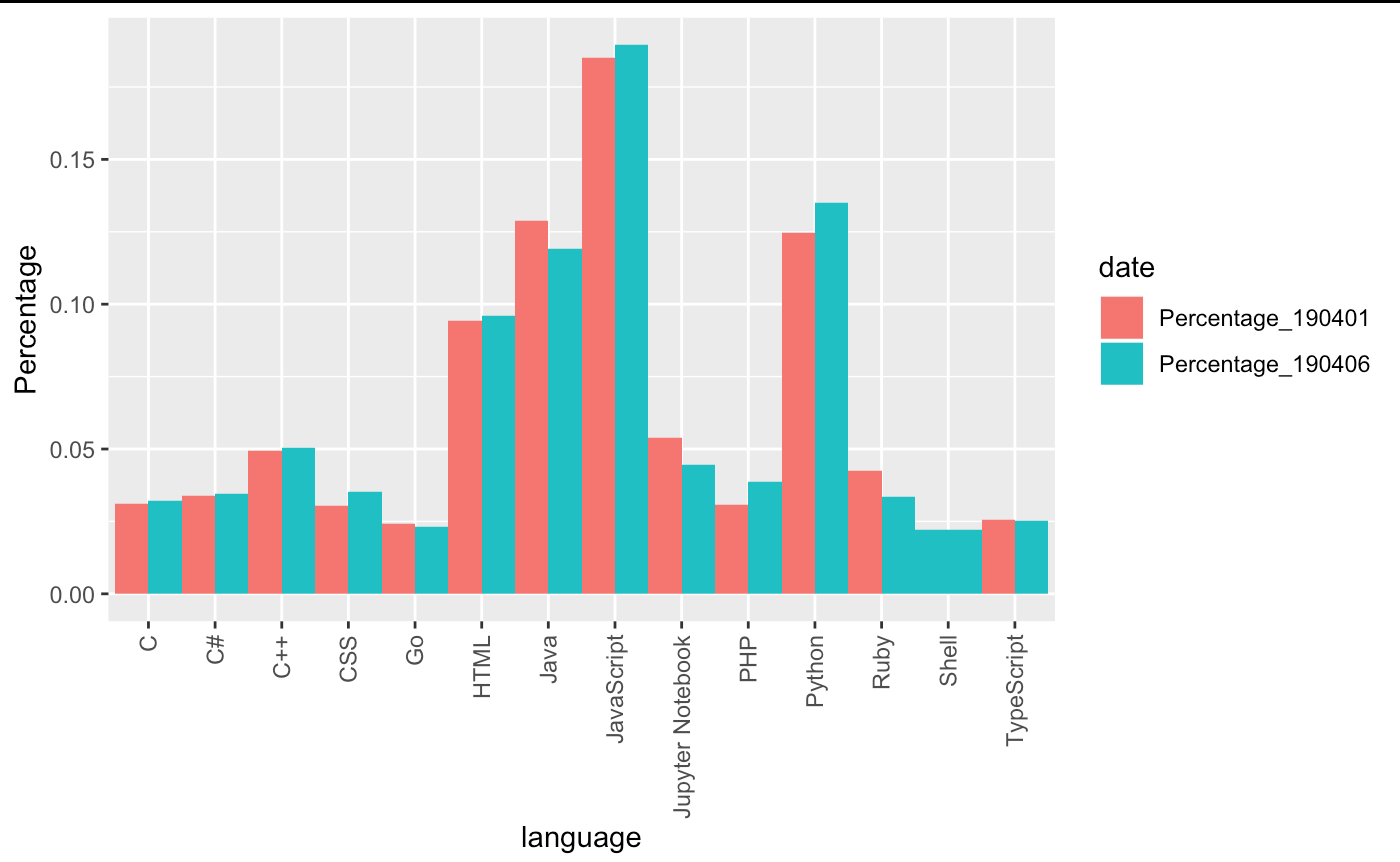 Percentage
0.15
0.10
0.05
0.00
C
C#
C++
CSS
Go
HTML
Java
JavaScript
Jupyter Notebook
PHP
Python
Ruby
Shell
TypeScript
language
date
Percentage_190401
Percentage_190406